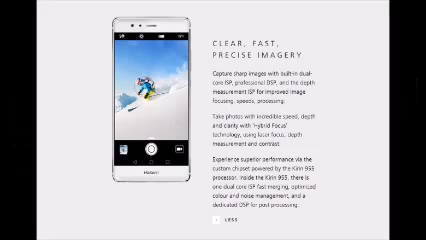 CLEAR, FAST,
PRECISE IMAGERY
Capture sharp images with built-in dual-
core ISP, professional DSP, and the depth
measurement ISP for improved image
focusing, speeds, processing.
Take photos with incredible speed, depth
and clarity with 'Hybrid Focus'
technology, using laser focus, depth
measurement and contrast.
Experience superior performance via the
custom chipset powered by the Kirin 955
processor. Inside the Kirin 955, there is
one dual core ISP fast merging, optimized
colour and noise management, and a
dedicated DSP for post processing.
LESS
HUAWEI